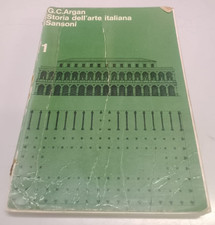 G.C.Argan
Storia dell'arte italiana
Sansoni
1